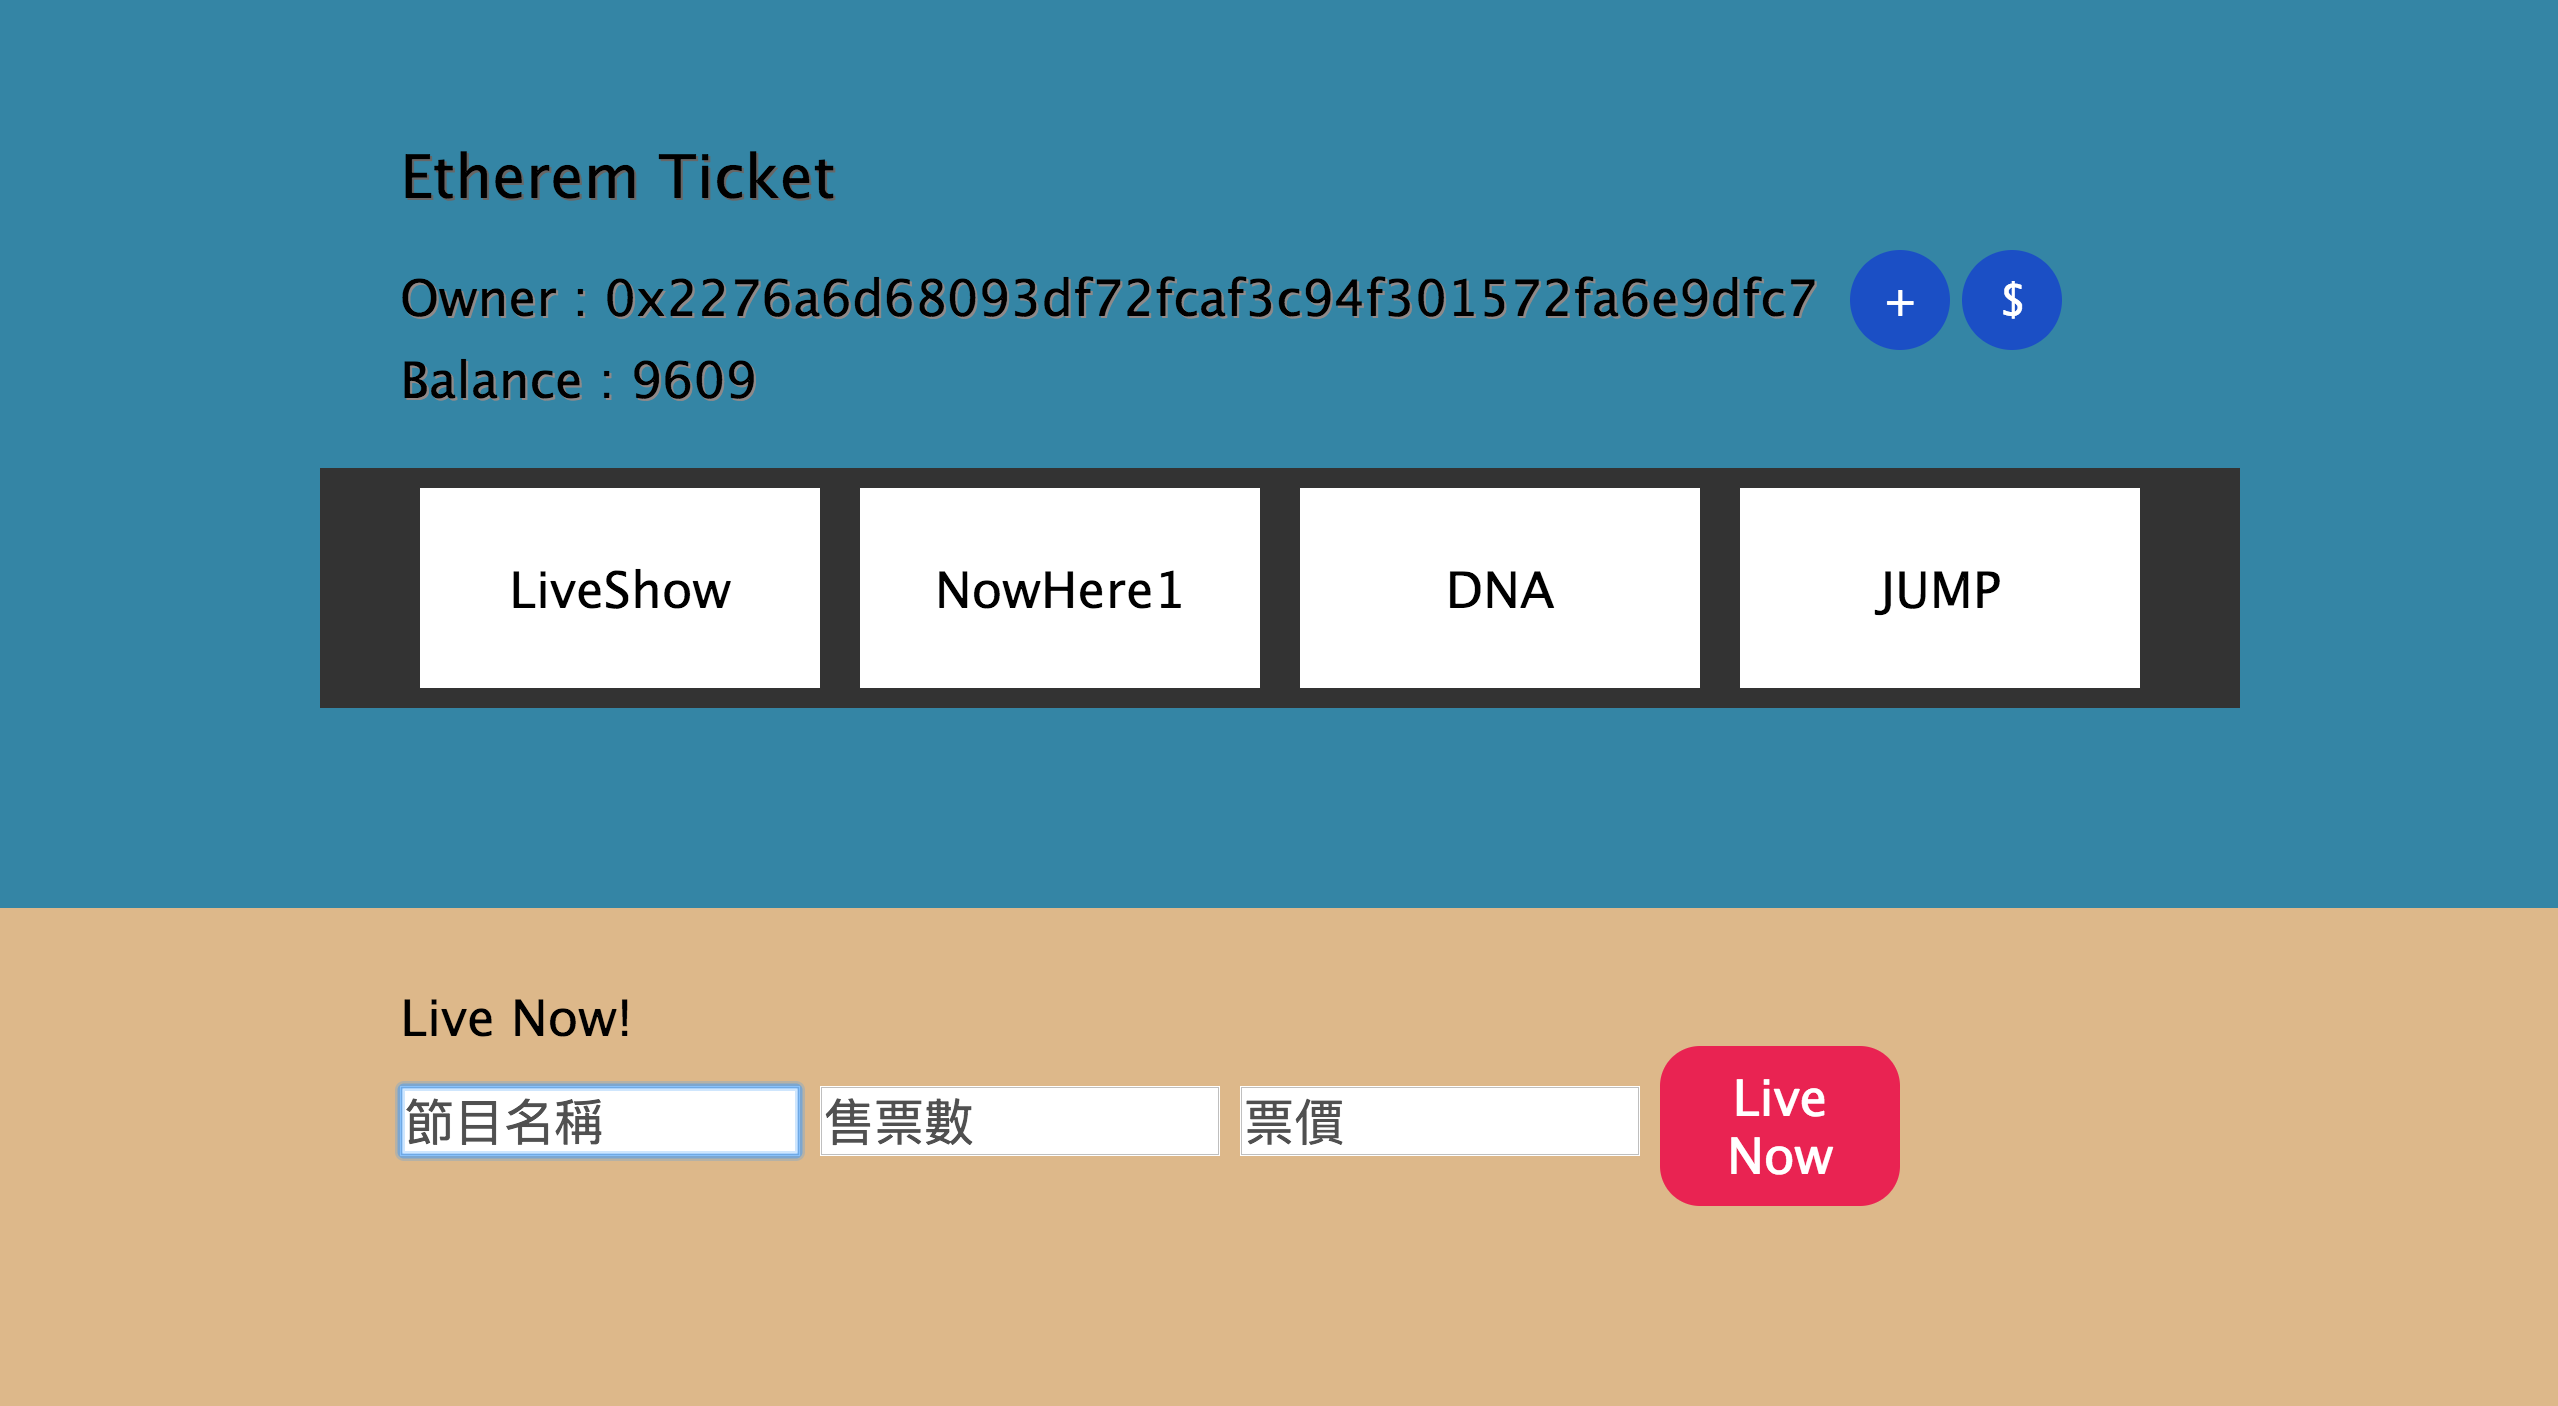 Etherem Ticket
Owner : 0x2276a6d68093df72fcaf3c94f301572fa6e9dfc7 + $
Balance : 9609
LiveShow NowHere1 DNA JUMP
Live Now!
節目名稱 售票數 票價
Live
Now